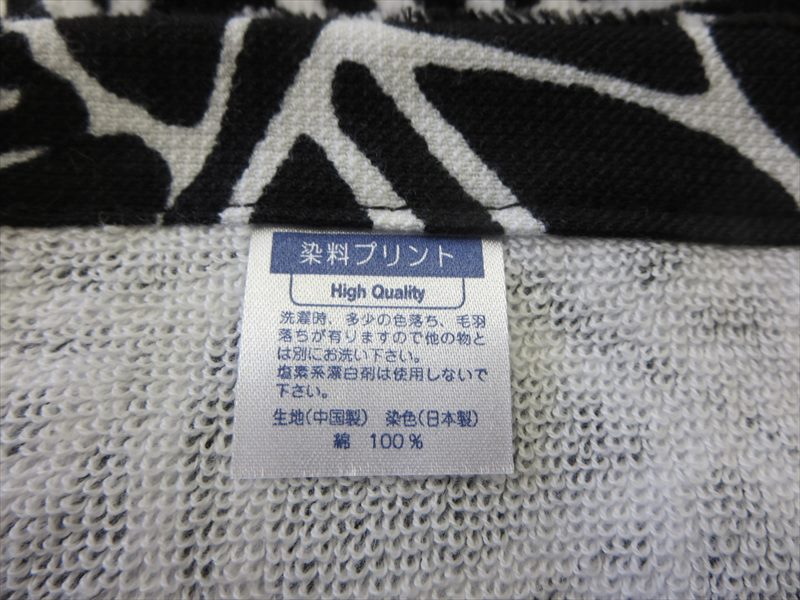 染料プリント
High Quality
洗濯時、多少の色落ち、毛羽
落ちが有りますので他の物と
は別にお洗い下さい。
塩素系漂白剤は使用しないで
下さい。
生地(中国製) 染色(日本製)
綿 100%